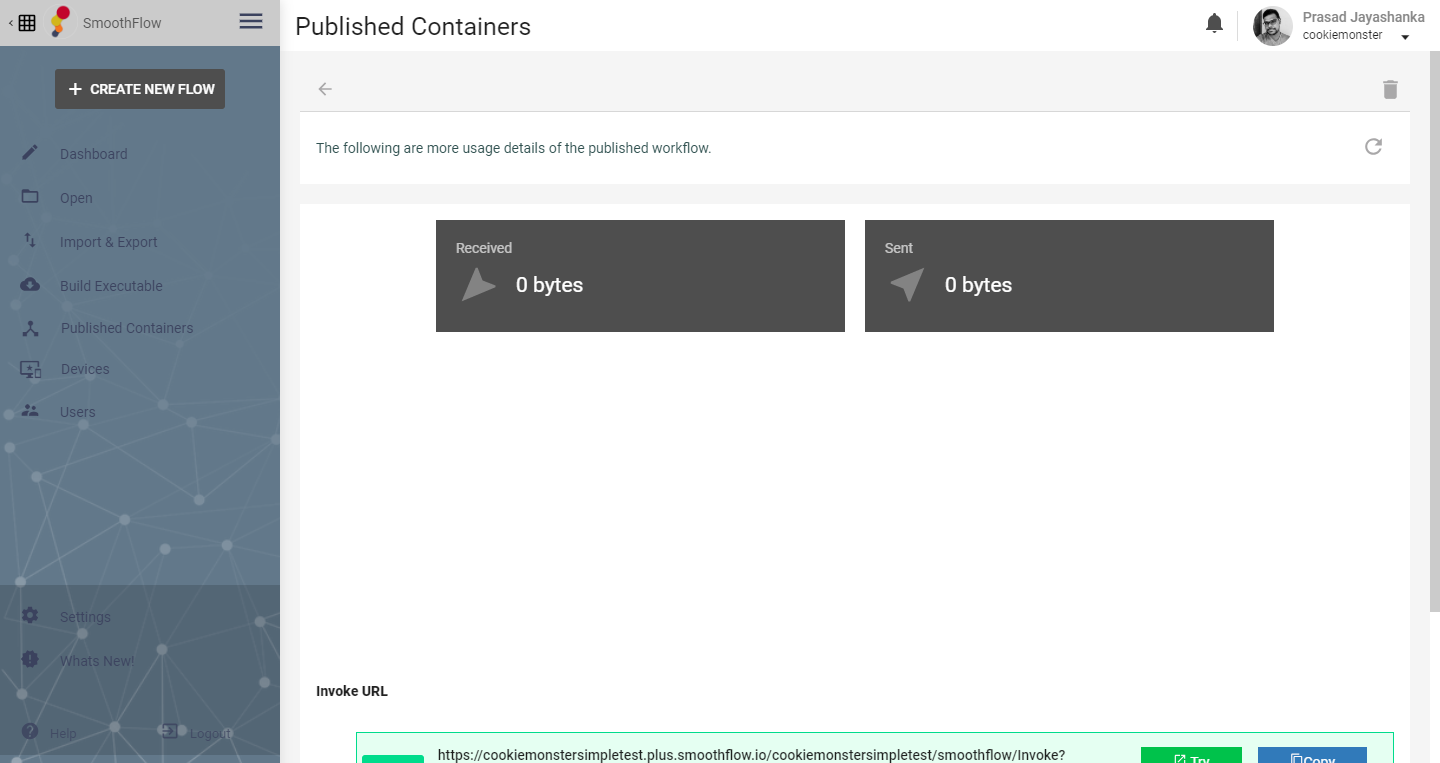 SmoothFlow
Published Containers
Prasad Jayashanka
cookiemonster
CREATE NEW FLOW
Dashboard
Open
Import & Export
Build Executable
Published Containers
Devices
Users
Settings
Whats New!
Help
Logout
The following are more usage details of the published workflow.
Received
0 bytes
Sent
0 bytes
Invoke URL
https://cookiemonstersimpletest.plus.smoothflow.io/cookiemonstersimpletest/smoothflow/Invoke?
Try
Copy